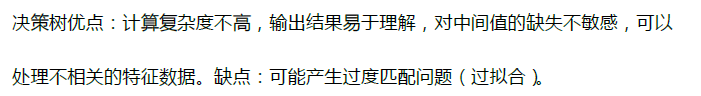 决策树优点：计算复杂度不高，输出结果易于理解，对中间值的缺失不敏感，可以
处理不相关的特征数据。缺点：可能产生过度匹配问题（过拟合）。